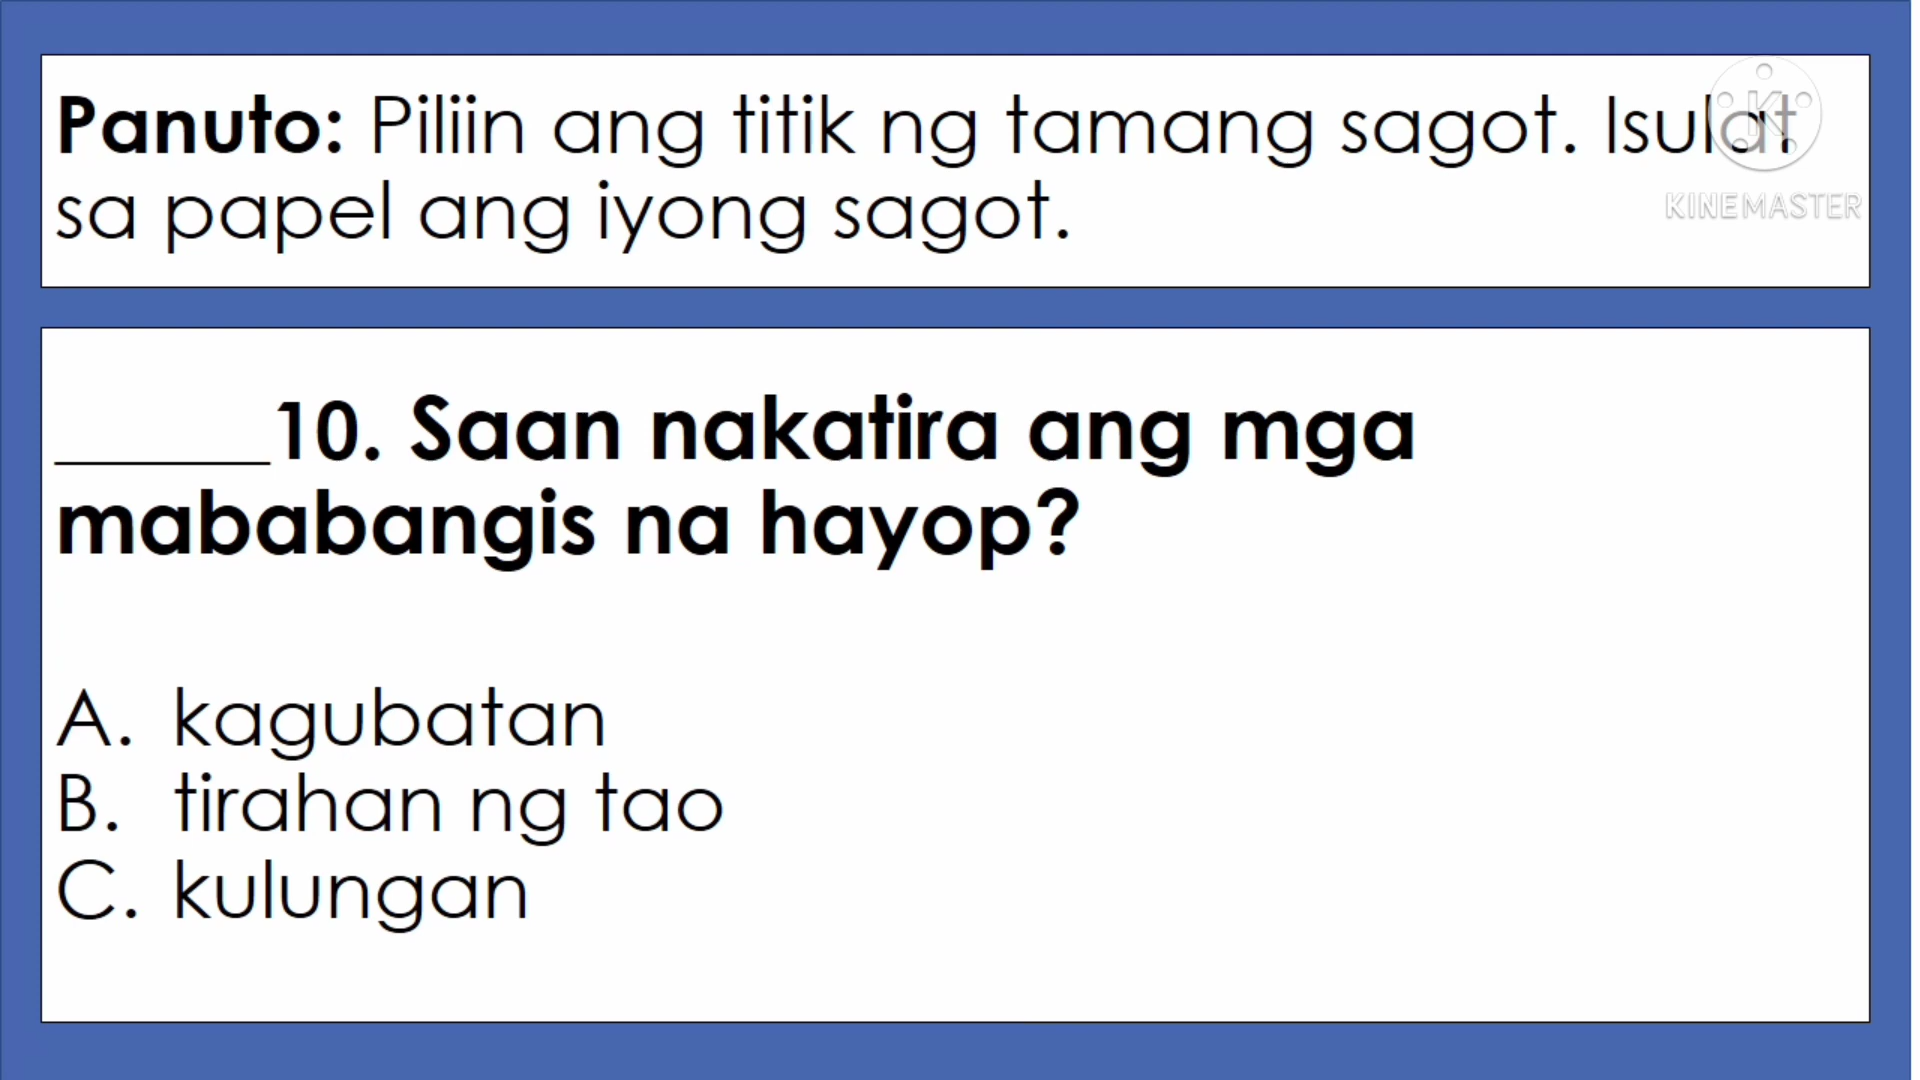 Panuto: Piliin ang titik ng tamang sagot. Isulat
sa papel ang iyong sagot.
K
KINEMASTER
______10. Saan nakatira ang mga
mababangis na hayop?
A. kagubatan
B. tirahan ng tao
C. kulungan